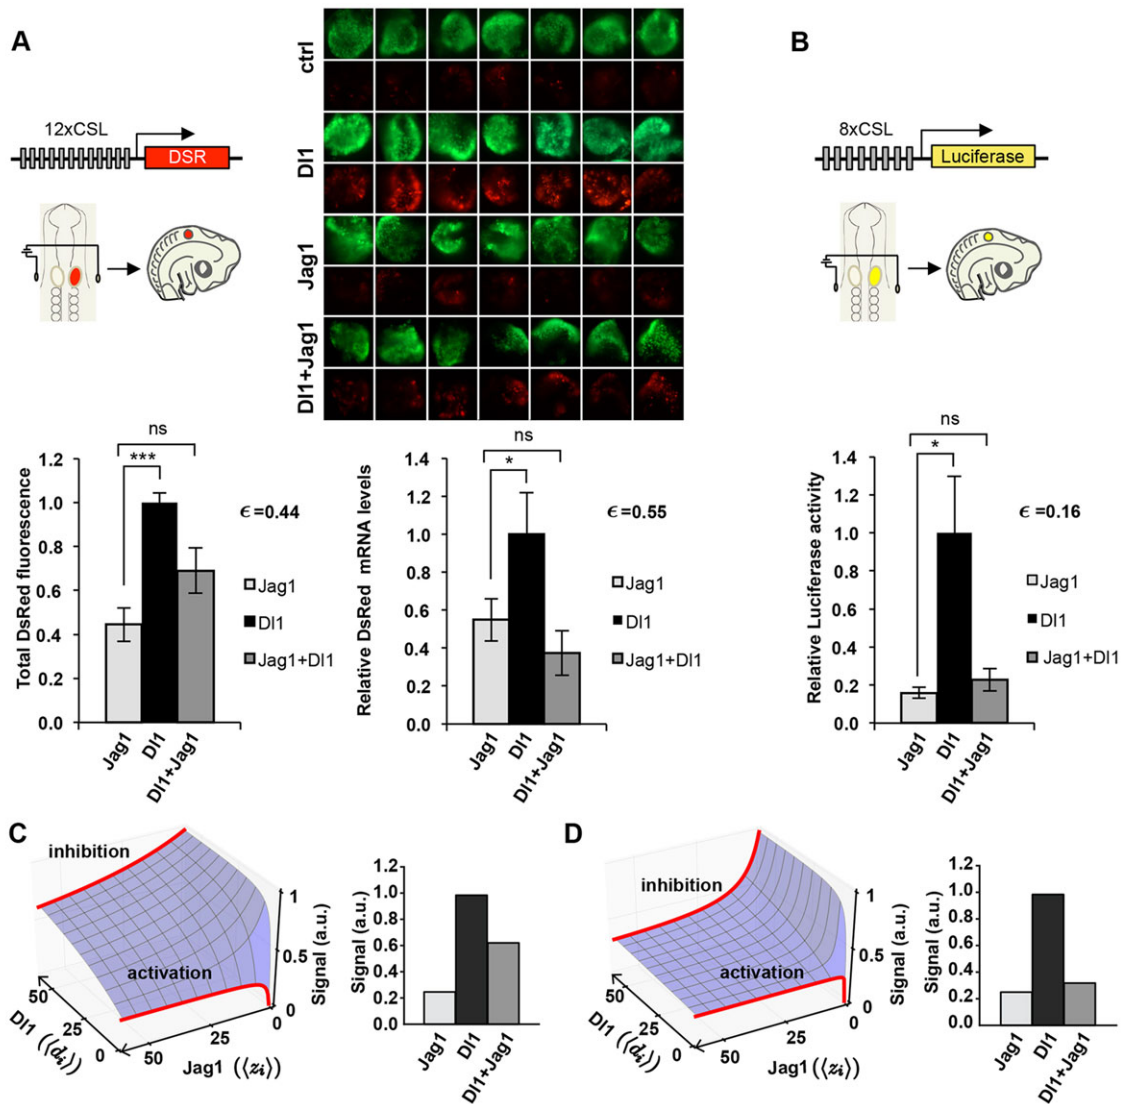 A
12xCSL
DSR
ctrl
Dl1
Jag1
Dl1+Jag1
B
8xCSL
Luciferase
Total DsRed fluorescence
1.2
1.0
0.8
0.6
0.4
0.2
0.0
ns
***
ϵ=0.44
Jag1
Dl1
Jag1+Dl1
Jag1
Dl1
Dl1+Jag1
Relative DsRed mRNA levels
1.4
1.2
1.0
0.8
0.6
0.4
0.2
0.0
ns
*
ϵ=0.55
Jag1
Dl1
Jag1+Dl1
Jag1
Dl1
Dl1+Jag1
Relative Luciferase activity
1.4
1.2
1.0
0.8
0.6
0.4
0.2
0.0
ns
*
ϵ=0.16
Jag1
Dl1
Jag1+Dl1
Jag1
Dl1
Dl1+Jag1
C
inhibition
activation
1
0.5
0
Signal (a.u.)
50
25
0
Dl1 (⟨dᵢ⟩)
50
25
0
Jag1 (⟨zᵢ⟩)
Signal (a.u.)
1.2
1.0
0.8
0.6
0.4
0.2
0.0
Jag1
Dl1
Dl1+Jag1
D
inhibition
activation
1
0.5
0
Signal (a.u.)
50
25
0
Dl1 (⟨dᵢ⟩)
50
25
0
Jag1 (⟨zᵢ⟩)
Signal (a.u.)
1.2
1.0
0.8
0.6
0.4
0.2
0.0
Jag1
Dl1
Dl1+Jag1